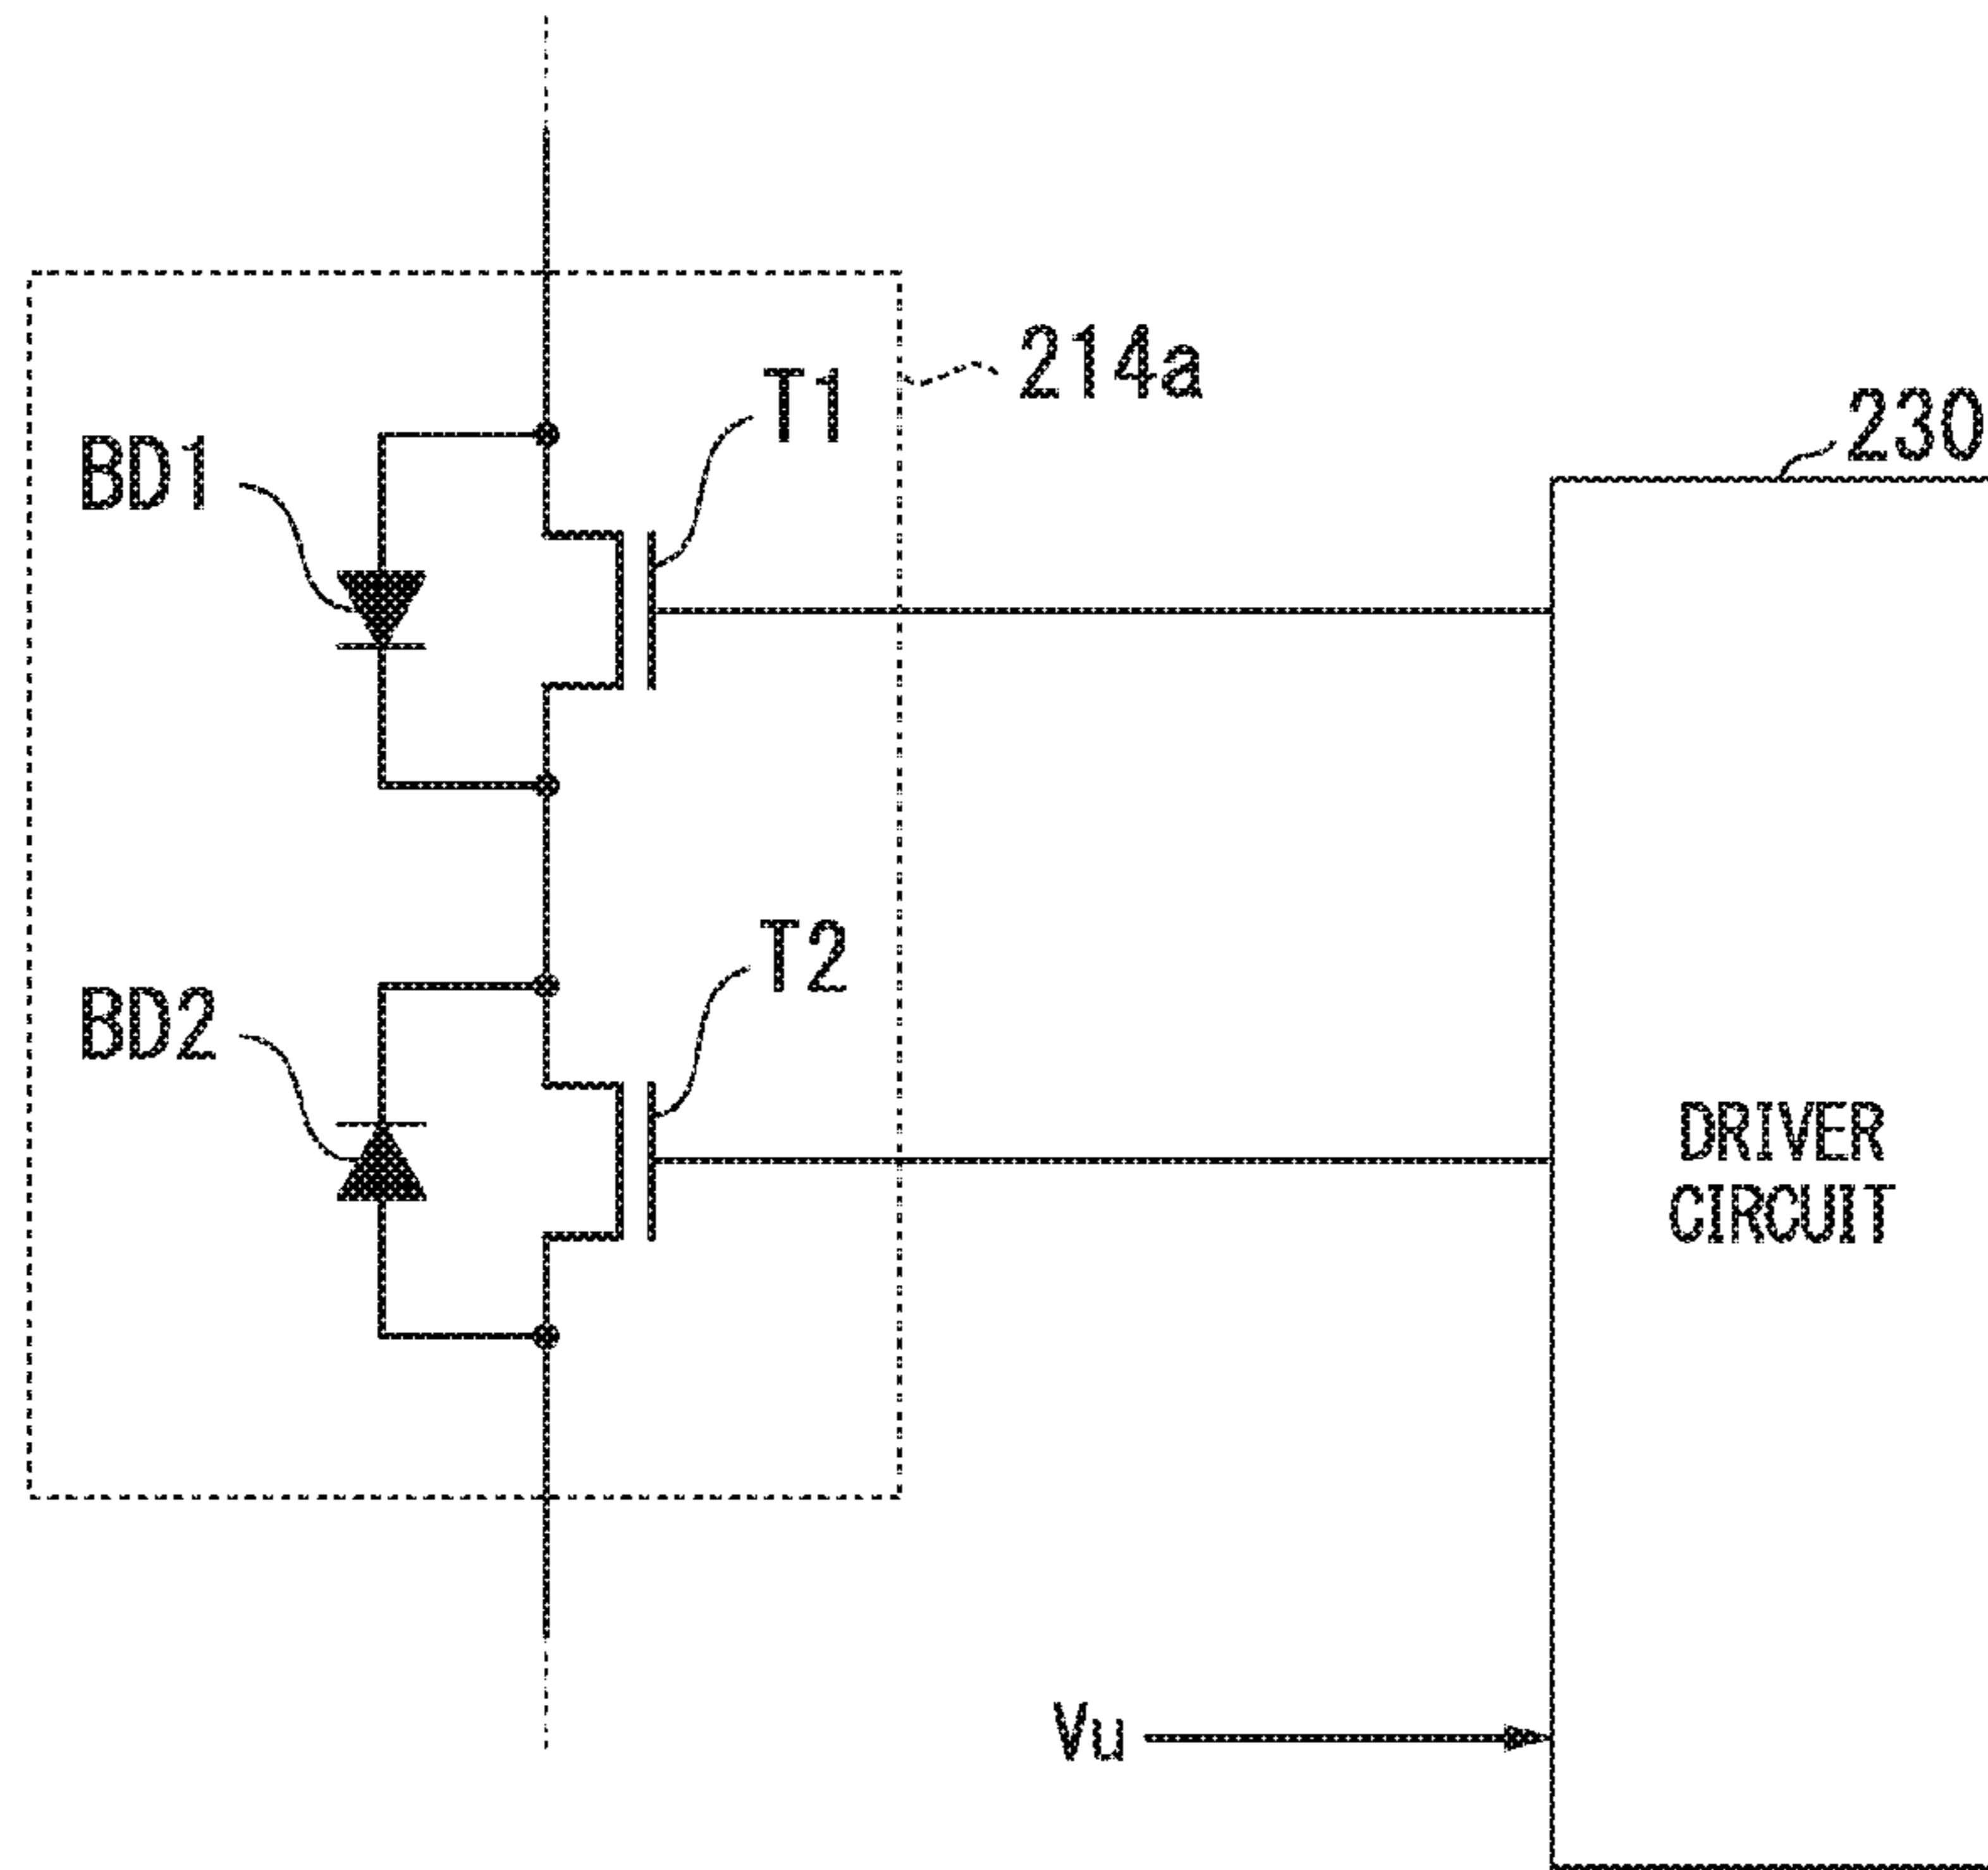 214a
T1
230
BD1
T2
BD2
DRIVER
CIRCUIT
Vu